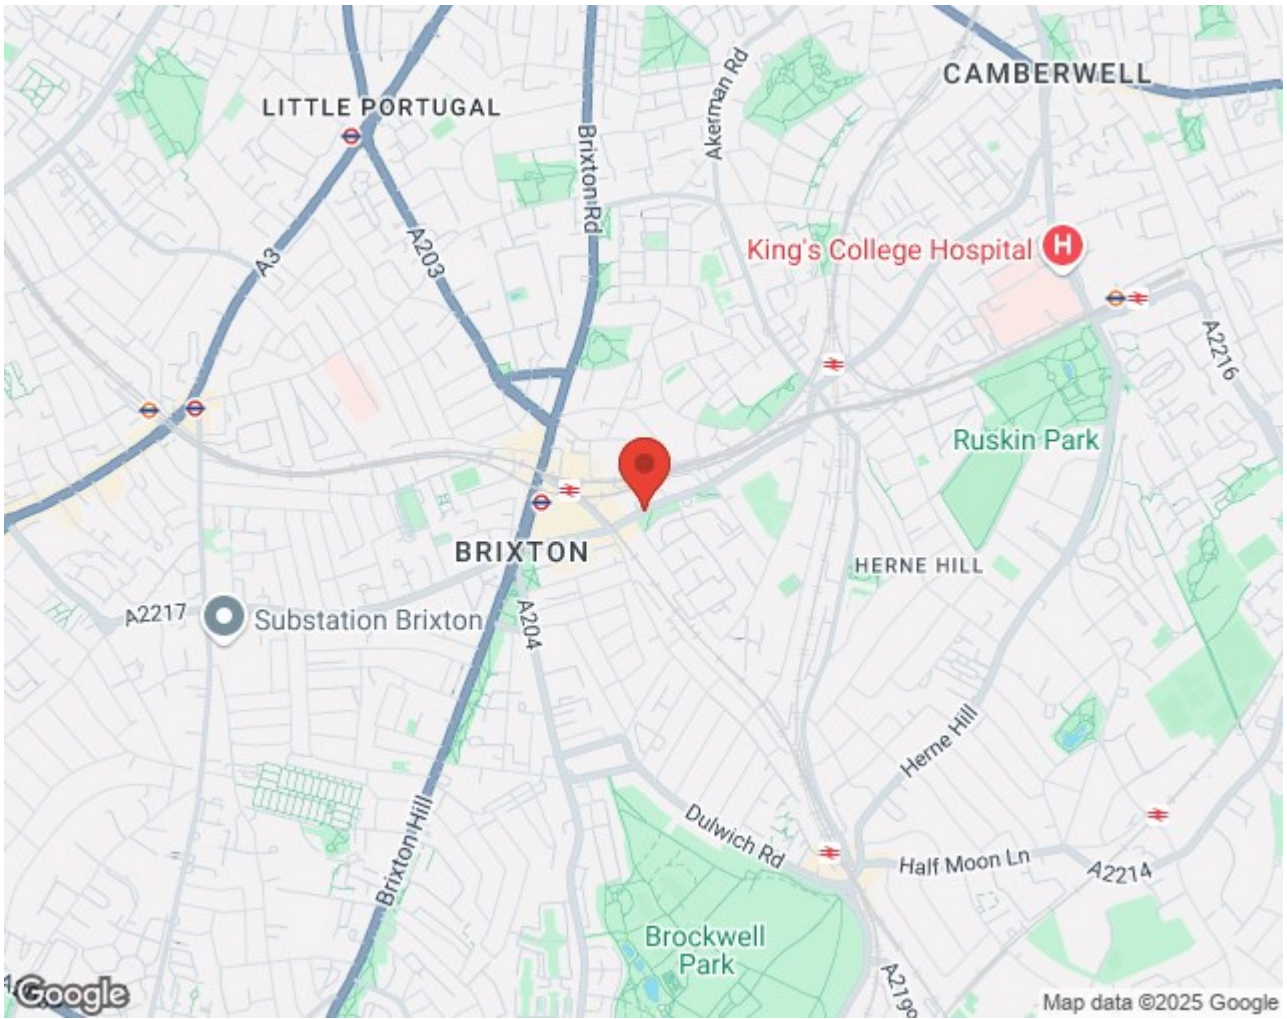 CAMBERWELL
LITTLE PORTUGAL
Akerman Rd
Brixton Rd
A3
A203
King's College Hospital
H
A2216
Ruskin Park
BRIXTON
HERNE HILL
A2217
Substation Brixton
A204
Herne Hill
Brixton Hill
Dulwich Rd
Half Moon Ln
A2214
Brockwell
Park
A2199
Google
Map data ©2025 Google